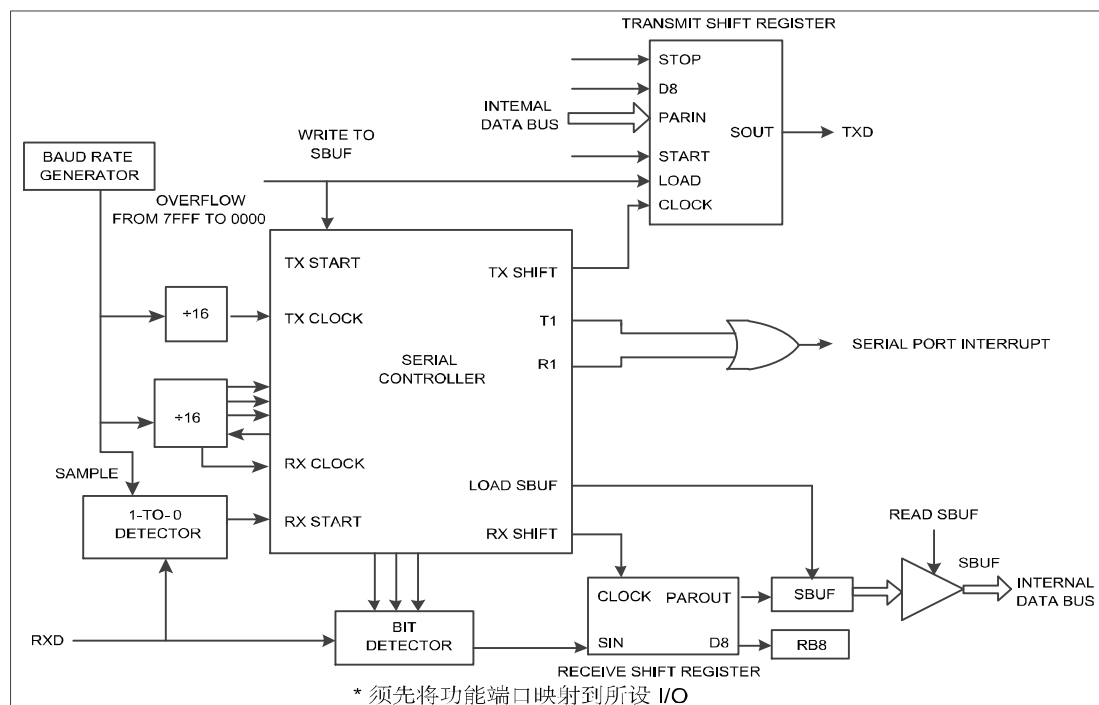 TRANSMIT SHIFT REGISTER
STOP
D8
INTEMAL
DATA BUS
PARIN
SOUT
TXD
WRITE TO
SBUF
START
BAUD RATE
GENERATOR
LOAD
OVERFLOW
FROM 7FFF TO 0000
CLOCK
TX START
TX SHIFT
÷16
TX CLOCK
T1
SERIAL
CONTROLLER
SERIAL PORT INTERRUPT
R1
÷16
SAMPLE
RX CLOCK
LOAD SBUF
1-TO-0
DETECTOR
RX START
RX SHIFT
READ SBUF
SBUF
CLOCK
PAROUT
SBUF
INTERNAL
DATA BUS
RXD
BIT
DETECTOR
SIN
D8
RB8
RECEIVE SHIFT REGISTER
* 须先将功能端口映射到所设 I/O